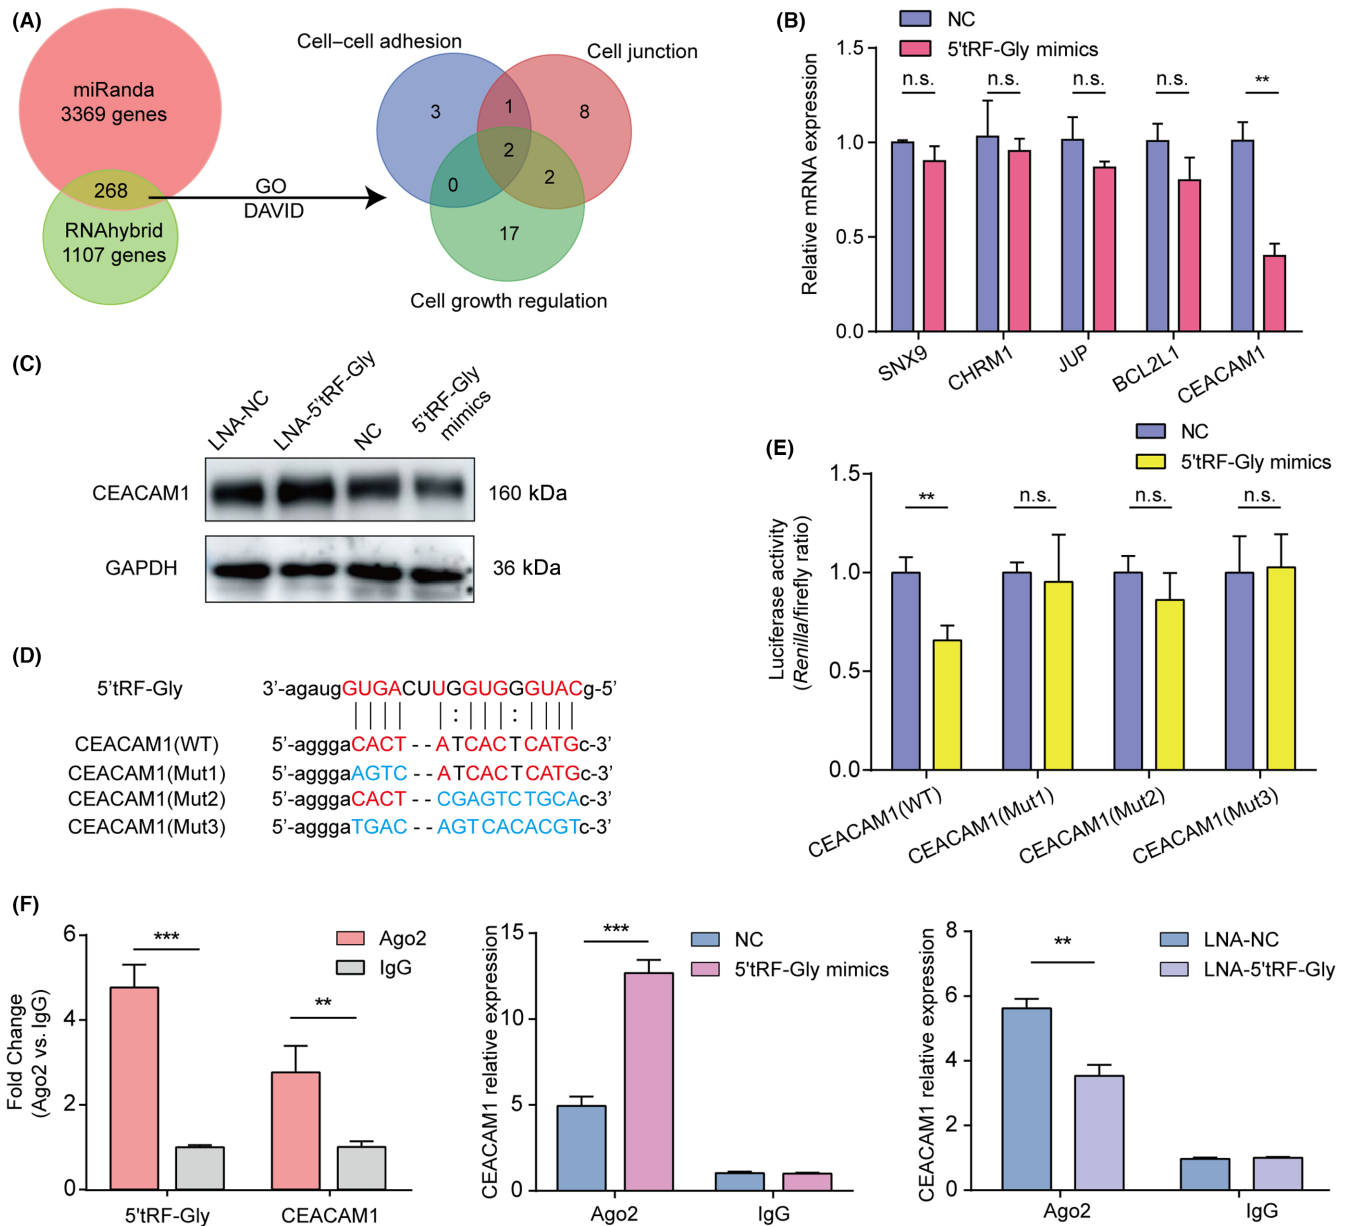 (A)
miRanda
3369 genes
268
RNAhybrid
1107 genes
GO
DAVID
Cell–cell adhesion
Cell junction
3
1
8
2
0
2
17
Cell growth regulation
(B)
NC
5'tRF-Gly mimics
Relative mRNA expression
1.5
1.0
0.5
0.0
n.s.
n.s.
n.s.
n.s.
**
SNX9
CHRM1
JUP
BCL2L1
CEACAM1
(C)
LNA-NC
LNA-5'tRF-Gly
NC
5'tRF-Gly
mimics
CEACAM1
160 kDa
GAPDH
36 kDa
(D)
5'tRF-Gly 3'-agaugGUGACUUGGUGGGUACg-5'
CEACAM1(WT) 5'-agggaCACT--ATCACTCATGc-3'
CEACAM1(Mut1) 5'-agggaAGTC--ATCACTCATGc-3'
CEACAM1(Mut2) 5'-agggaCACT--CGAGTCTGCAc-3'
CEACAM1(Mut3) 5'-agggaTGAC--AGTCACACGTc-3'
(E)
NC
5'tRF-Gly mimics
Luciferase activity
(Renilla/firefly ratio)
1.5
1.0
0.5
0.0
**
n.s.
n.s.
n.s.
CEACAM1(WT)
CEACAM1(Mut1)
CEACAM1(Mut2)
CEACAM1(Mut3)
(F)
Fold Change
(Ago2 vs. IgG)
6
4
2
0
***
**
Ago2
IgG
5'tRF-Gly
CEACAM1
CEACAM1 relative expression
15
10
5
0
***
NC
5'tRF-Gly mimics
Ago2
IgG
CEACAM1 relative expression
8
6
4
2
0
**
LNA-NC
LNA-5'tRF-Gly
Ago2
IgG